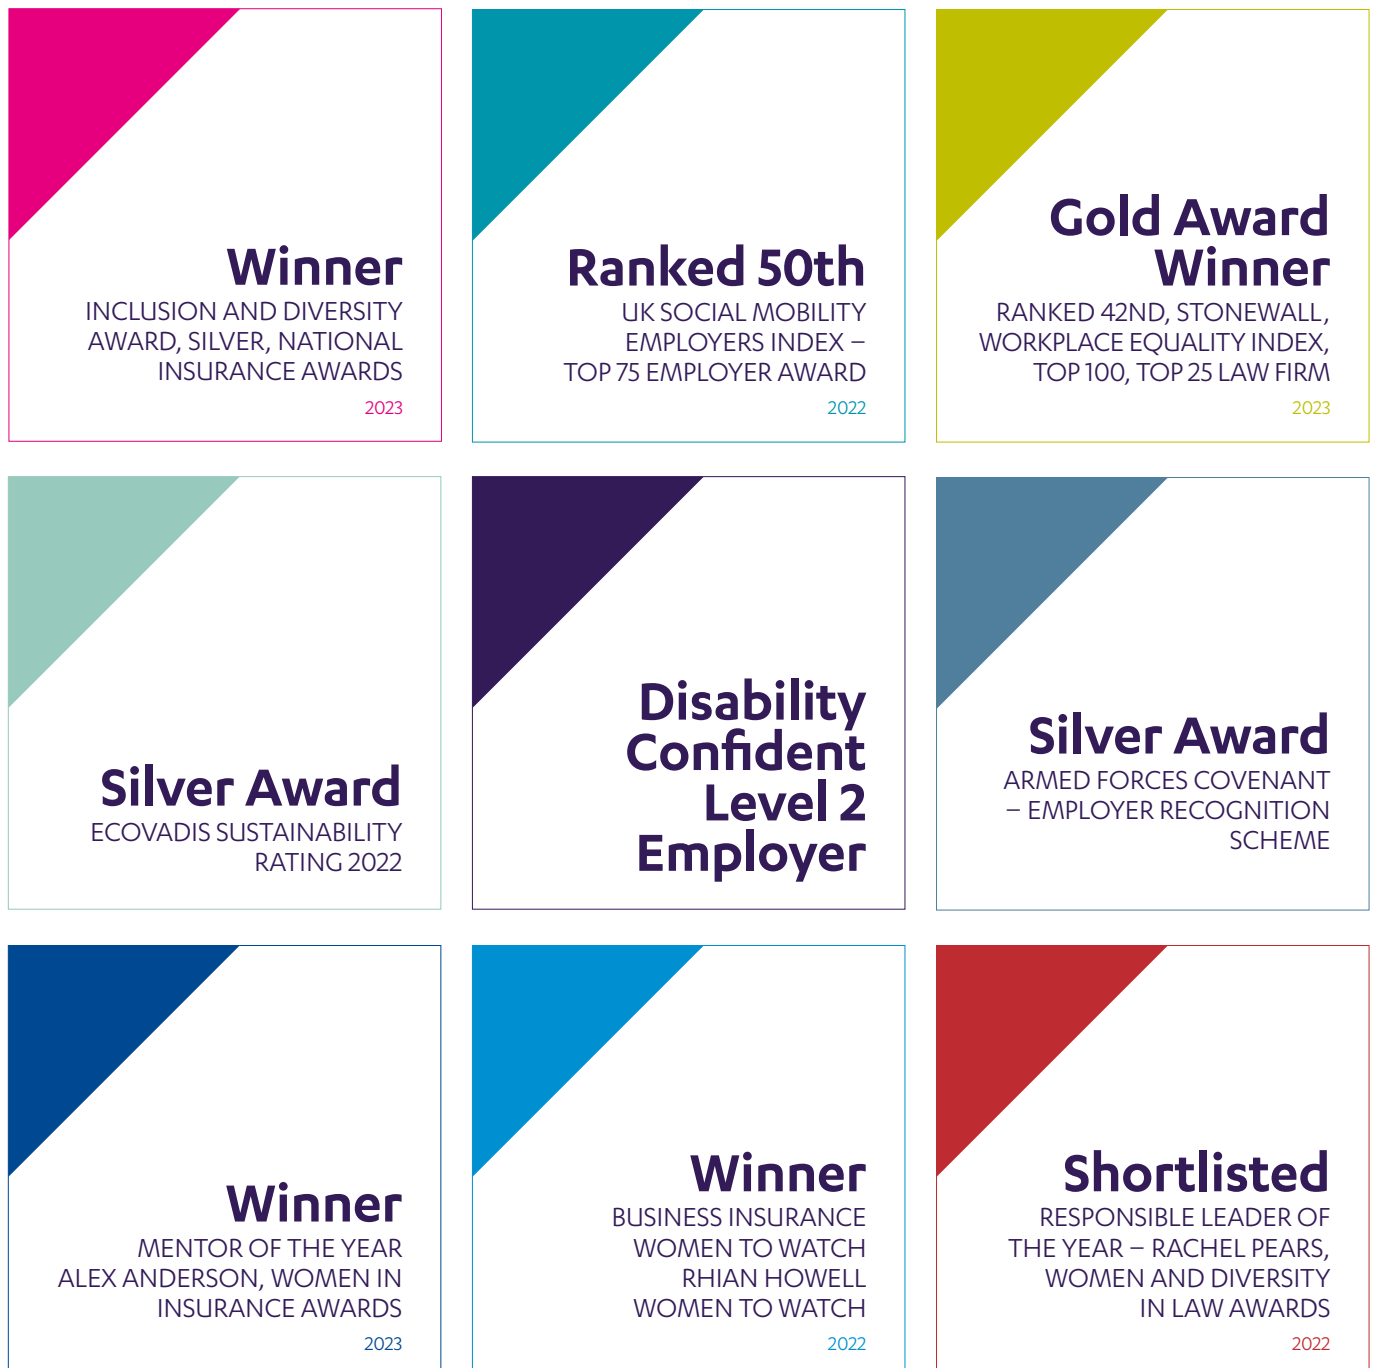 Winner
INCLUSION AND DIVERSITY
AWARD, SILVER, NATIONAL
INSURANCE AWARDS
2023
Ranked 50th
UK SOCIAL MOBILITY
EMPLOYERS INDEX –
TOP 75 EMPLOYER AWARD
2022
Gold Award
Winner
RANKED 42ND, STONEWALL,
WORKPLACE EQUALITY INDEX,
TOP 100, TOP 25 LAW FIRM
2023
Silver Award
ECOVADIS SUSTAINABILITY
RATING 2022
Disability
Confident
Level 2
Employer
Silver Award
ARMED FORCES COVENANT
– EMPLOYER RECOGNITION
SCHEME
Winner
MENTOR OF THE YEAR
ALEX ANDERSON, WOMEN IN
INSURANCE AWARDS
2023
Winner
BUSINESS INSURANCE
WOMEN TO WATCH
RHIAN HOWELL
WOMEN TO WATCH
2022
Shortlisted
RESPONSIBLE LEADER OF
THE YEAR – RACHEL PEARS,
WOMEN AND DIVERSITY
IN LAW AWARDS
2022